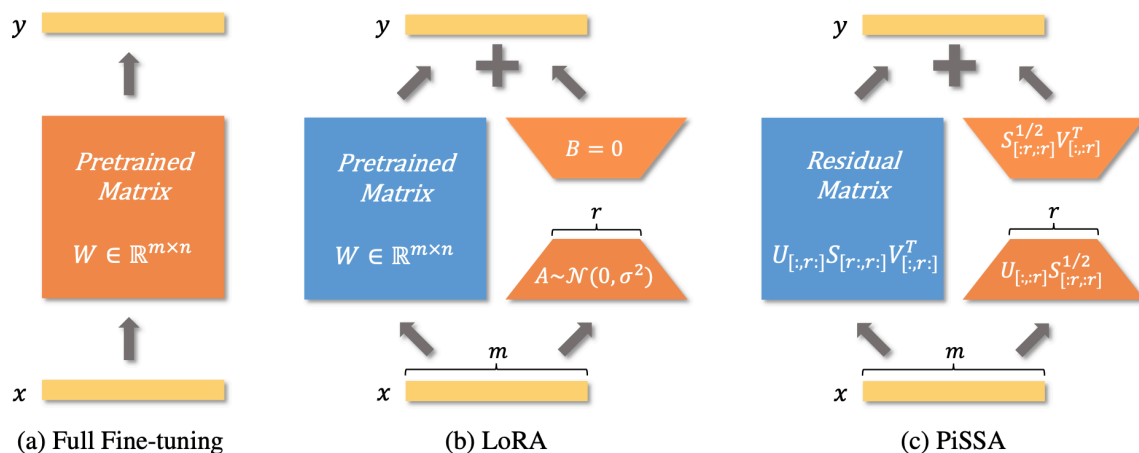 y
Pretrained
Matrix
W ∈ ℝ^{m×n}
x
(a) Full Fine-tuning
y
Pretrained
Matrix
W ∈ ℝ^{m×n}
B = 0
r
A~𝒩(0, σ²)
m
x
(b) LoRA
y
Residual
Matrix
U_{[:,r:]}S_{[r:,r:]}V^T_{[:,r:]}
S^{1/2}_{[:r,:r]}V^T_{[:,:r]}
r
U_{[:,:r]}S^{1/2}_{[:r,:r]}
m
x
(c) PiSSA